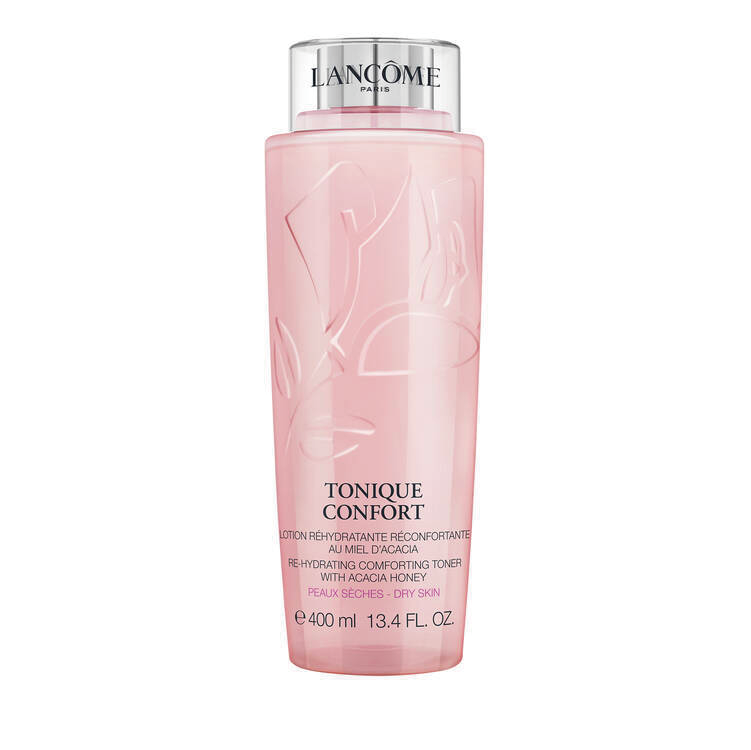 LANCÔME
PARIS
TONIQUE
CONFORT
LOTION RÉHYDRATANTE RÉCONFORTANTE
AU MIEL D'ACACIA
RE-HYDRATING COMFORTING TONER
WITH ACACIA HONEY
PEAUX SÈCHES - DRY SKIN
℮ 400 ml 13.4 FL. OZ.